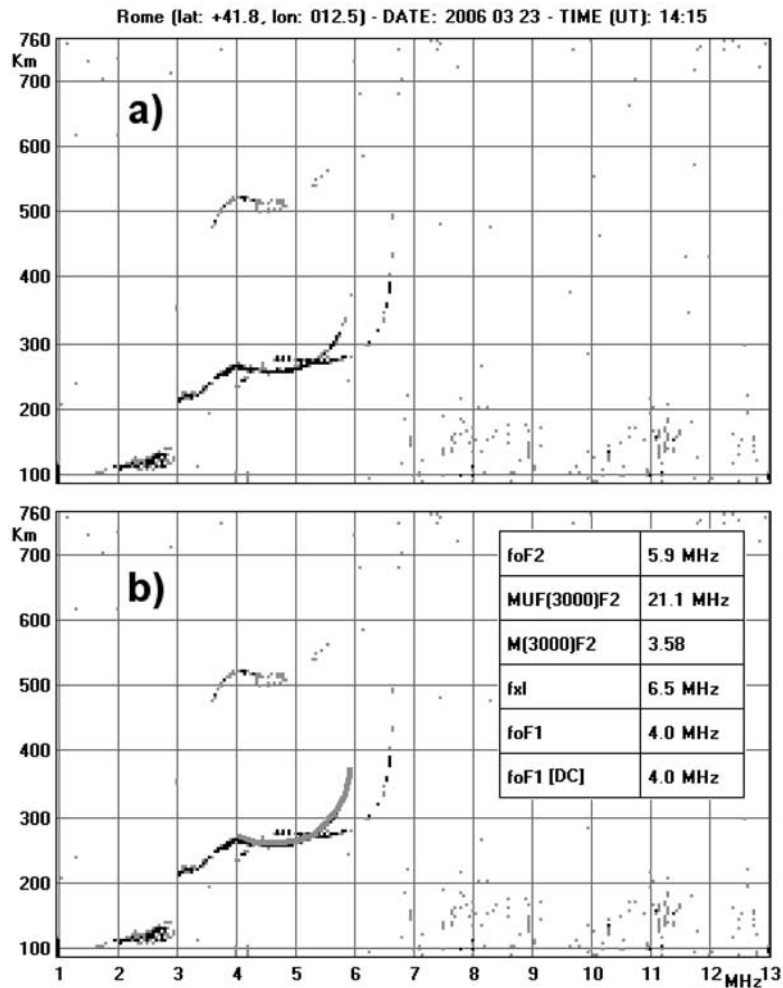 Rome (lat: +41.8, lon: 012.5) - DATE: 2006 03 23 - TIME (UT): 14:15
760
Km
700
a)
600
500
400
300
200
100
760
Km
700
b)
600
500
400
300
200
100
foF2 5.9 MHz
MUF(3000)F2 21.1 MHz
M(3000)F2 3.58
fxI 6.5 MHz
foF1 4.0 MHz
foF1 [DC] 4.0 MHz
1 2 3 4 5 6 7 8 9 10 11 12 MHz 13